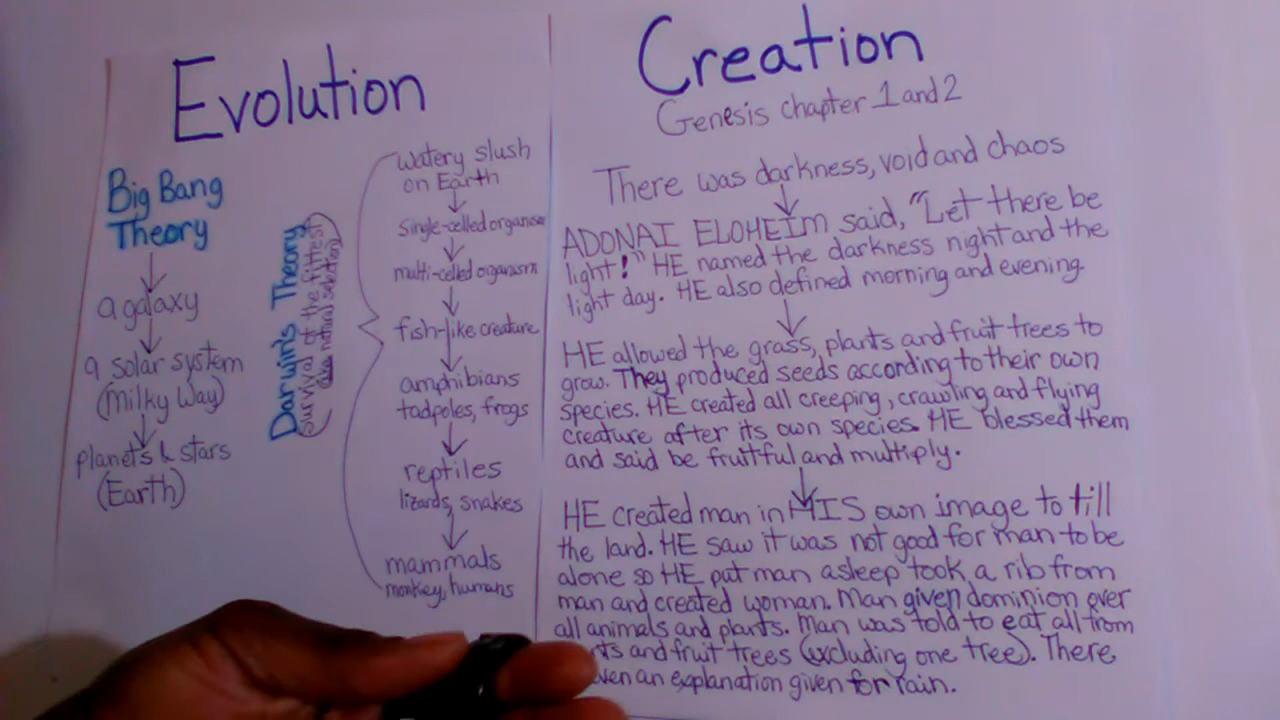 Evolution
Big Bang
Theory
a galaxy
a solar system
(Milky Way)
planets & stars
(Earth)
Darwin's Theory
(survival of the fittest
natural selection)
watery slush
on Earth
single-celled organism
multi-celled organism
fish-like creature
amphibians
tadpoles, frogs
reptiles
lizards, snakes
mammals
monkey, humans
Creation
Genesis chapter 1 and 2
There was darkness, void and chaos
ADONAI ELOHEIM said, "Let there be
light!" HE named the darkness night and the
light day. HE also defined morning and evening.
HE allowed the grass, plants and fruit trees to
grow. They produced seeds according to their own
species. HE created all creeping, crawling and flying
creature after its own species. HE blessed them
and said be fruitful and multiply.
HE created man in HIS own image to till
the land. HE saw it was not good for man to be
alone so HE put man asleep took a rib from
man and created woman. Man given dominion over
all animals and plants. Man was told to eat all from
and fruit trees (excluding one tree). There
an explanation given for rain.